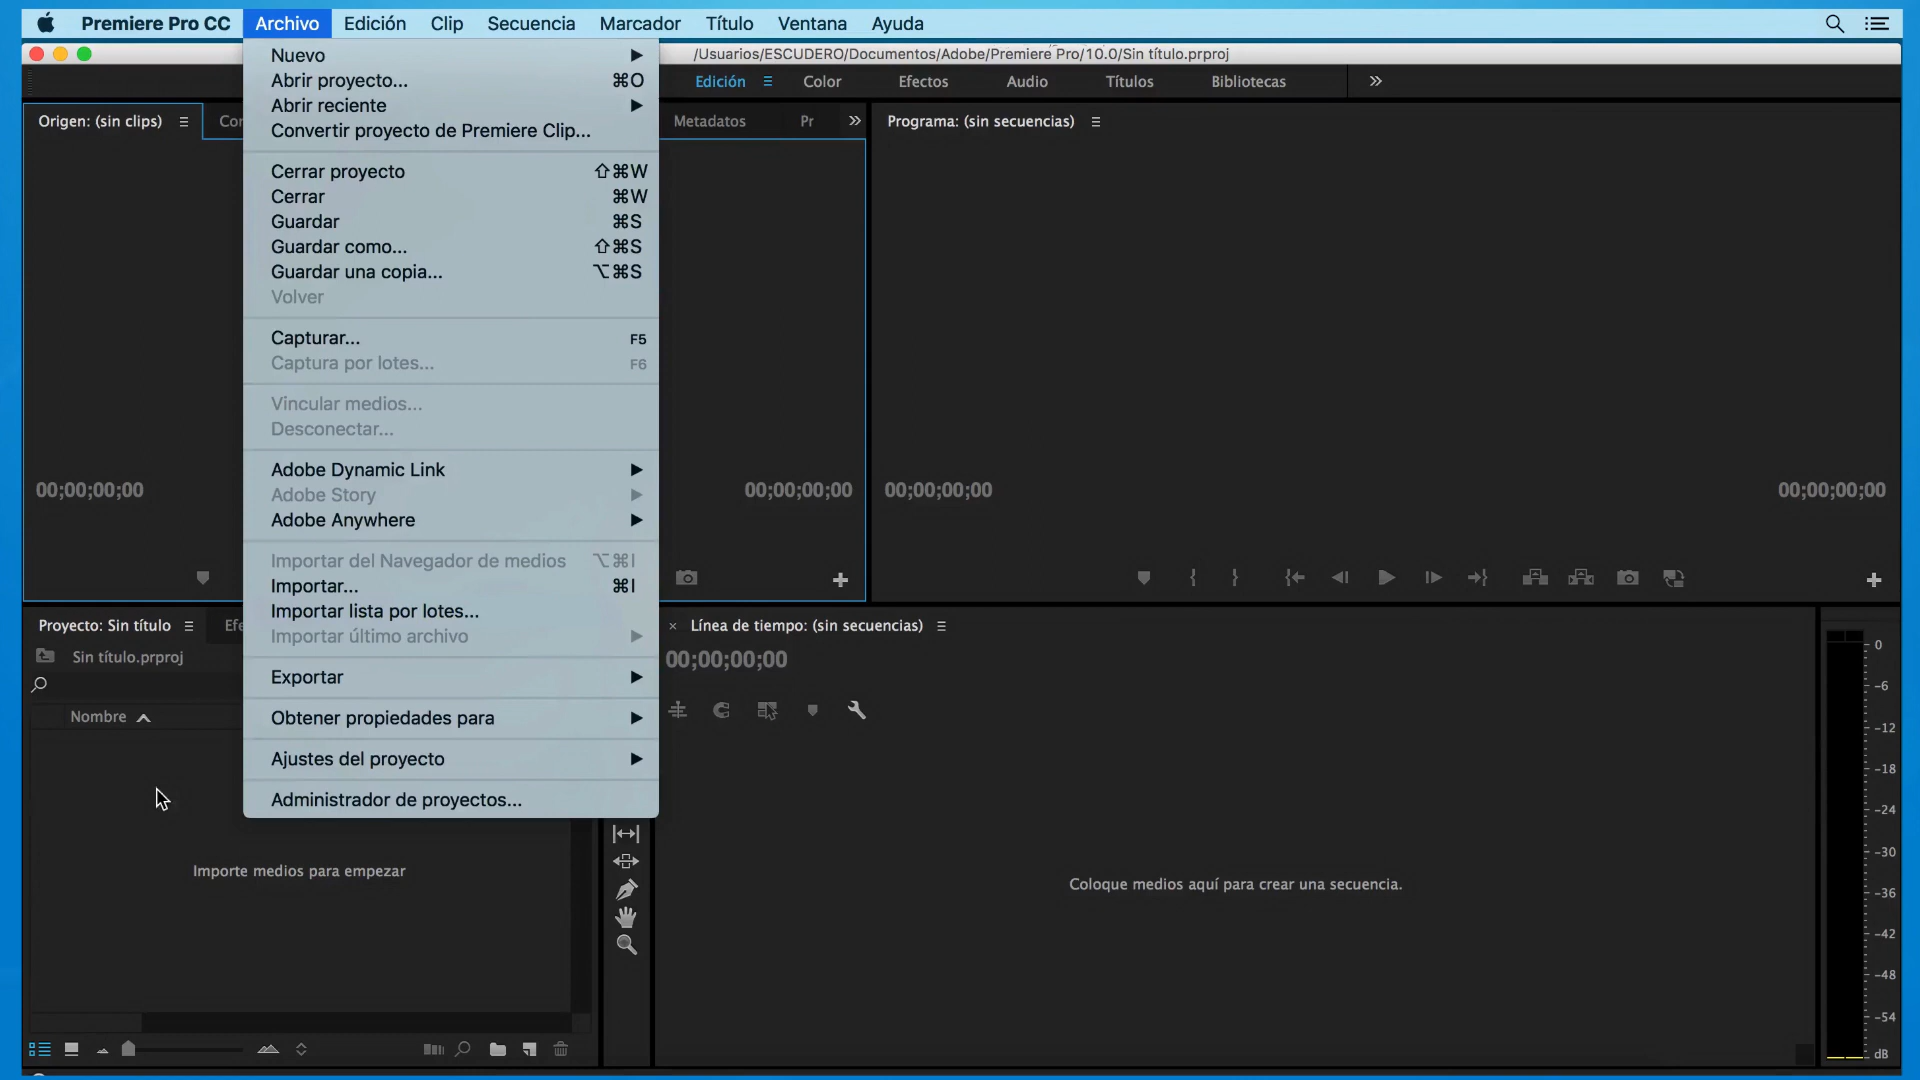 Premiere Pro CC Archivo Edición Clip Secuencia Marcador Título Ventana Ayuda
/Usuarios/ESCUDERO/Documentos/Adobe/Premiere Pro/10.0/Sin título.prproj
Edición Color Efectos Audio Títulos Bibliotecas
Nuevo
Abrir proyecto... ⌘O
Abrir reciente
Convertir proyecto de Premiere Clip...
Cerrar proyecto ⇧⌘W
Cerrar ⌘W
Guardar ⌘S
Guardar como... ⇧⌘S
Guardar una copia... ⌥⌘S
Volver
Capturar... F5
Captura por lotes... F6
Vincular medios...
Desconectar...
Adobe Dynamic Link
Adobe Story
Adobe Anywhere
Importar del Navegador de medios ⌥⌘I
Importar... ⌘I
Importar lista por lotes...
Importar último archivo
Exportar
Obtener propiedades para
Ajustes del proyecto
Administrador de proyectos...
Origen: (sin clips) Cor Metadatos Pr
00;00;00;00 00;00;00;00
Programa: (sin secuencias)
00;00;00;00 00;00;00;00
Proyecto: Sin título Efe
Sin título.prproj
Nombre
Importe medios para empezar
× Línea de tiempo: (sin secuencias)
00;00;00;00
Coloque medios aquí para crear una secuencia.
0
-6
-12
-18
-24
-30
-36
-42
-48
-54
dB